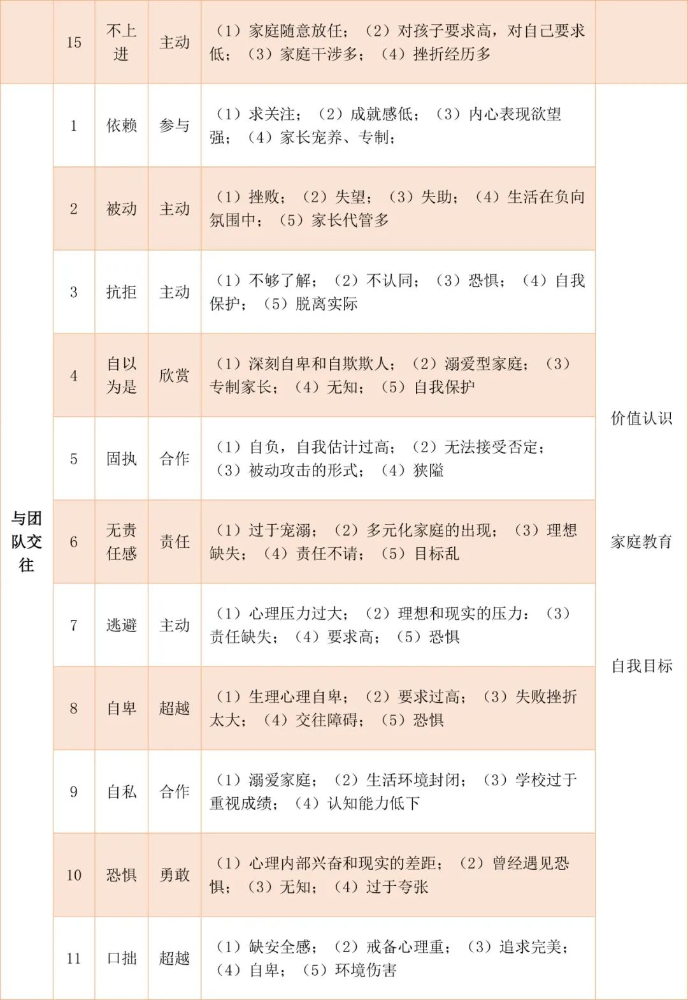 15
不上
进
主动
（1）家庭随意放任；（2）对孩子要求高，对自己要求
低；（3）家庭干涉多；（4）挫折经历多
与团
队交
往
1
依赖
参与
（1）求关注；（2）成就感低；（3）内心表现欲望
强；（4）家长宠养、专制；
2
被动
主动
（1）挫败；（2）失望；（3）失助；（4）生活在负向
氛围中；（5）家长代管多
3
抗拒
主动
（1）不够了解；（2）不认同；（3）恐惧；（4）自我
保护；（5）脱离实际
4
自以
为是
欣赏
（1）深刻自卑和自欺欺人；（2）溺爱型家庭；（3）
专制家长；（4）无知；（5）自我保护
5
固执
合作
（1）自负，自我估计过高；（2）无法接受否定；
（3）被动攻击的形式；（4）狭隘
6
无责
任感
责任
（1）过于宠溺；（2）多元化家庭的出现；（3）理想
缺失；（4）责任不请；（5）目标乱
7
逃避
主动
（1）心理压力过大；（2）理想和现实的压力：（3）
责任缺失；（4）要求高；（5）恐惧
8
自卑
超越
（1）生理心理自卑；（2）要求过高；（3）失败挫折
太大；（4）交往障碍；（5）恐惧
9
自私
合作
（1）溺爱家庭；（2）生活环境封闭；（3）学校过于
重视成绩；（4）认知能力低下
10
恐惧
勇敢
（1）心理内部兴奋和现实的差距；（2）曾经遇见恐
惧；（3）无知；（4）过于夸张
11
口拙
超越
（1）缺安全感；（2）戒备心理重；（3）追求完美；
（4）自卑；（5）环境伤害
价值认识
家庭教育
自我目标